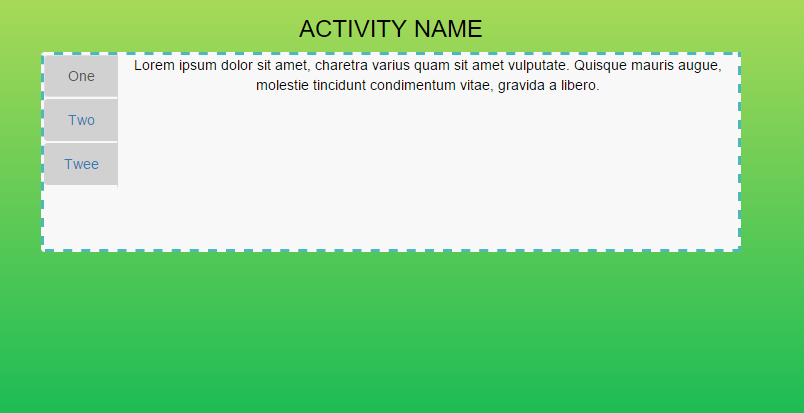 ACTIVITY NAME
One
Two
Twee
Lorem ipsum dolor sit amet, charetra varius quam sit amet vulputate. Quisque mauris augue,
molestie tincidunt condimentum vitae, gravida a libero.